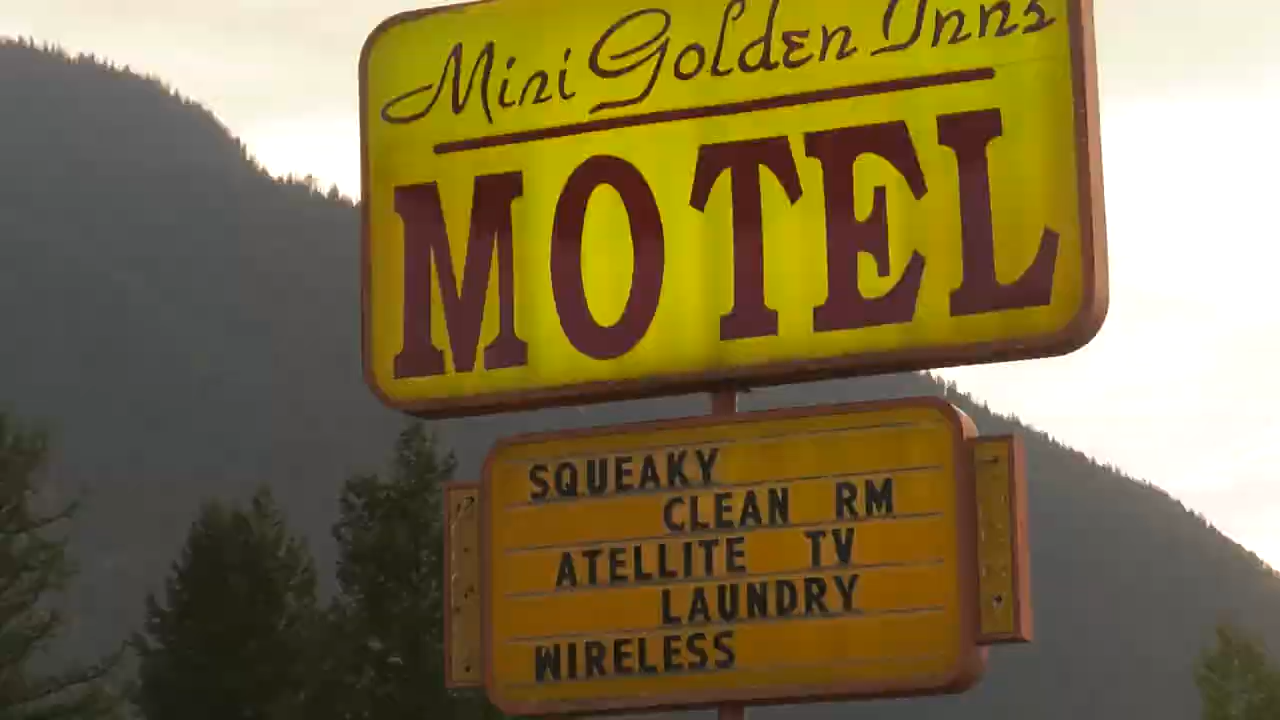 Mini Golden Inns
MOTEL
SQUEAKY
CLEAN RM
ATELLITE TV
LAUNDRY
WIRELESS